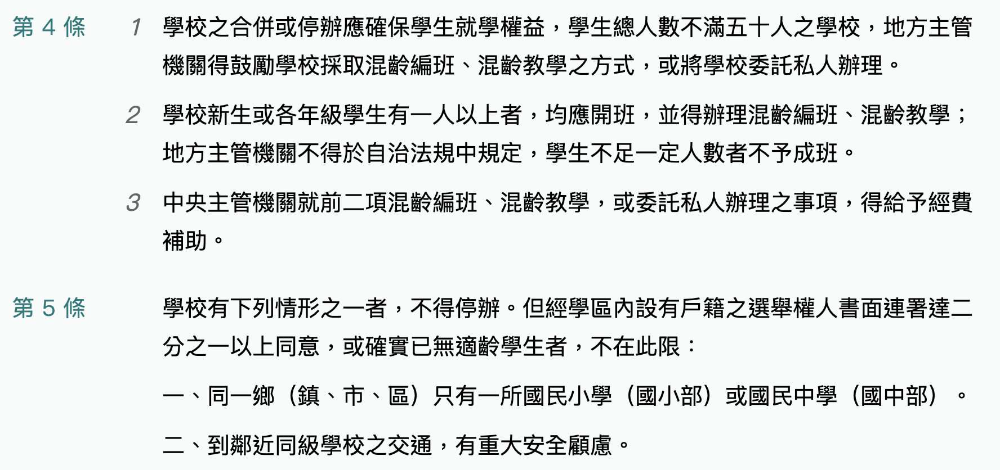 第 4 條 1 學校之合併或停辦應確保學生就學權益，學生總人數不滿五十人之學校，地方主管
機關得鼓勵學校採取混齡編班、混齡教學之方式，或將學校委託私人辦理。
2 學校新生或各年級學生有一人以上者，均應開班，並得辦理混齡編班、混齡教學；
地方主管機關不得於自治法規中規定，學生不足一定人數者不予成班。
3 中央主管機關就前二項混齡編班、混齡教學，或委託私人辦理之事項，得給予經費
補助。
第 5 條 學校有下列情形之一者，不得停辦。但經學區內設有戶籍之選舉權人書面連署達二
分之一以上同意，或確實已無適齡學生者，不在此限：
一、同一鄉（鎮、市、區）只有一所國民小學（國小部）或國民中學（國中部）。
二、到鄰近同級學校之交通，有重大安全顧慮。